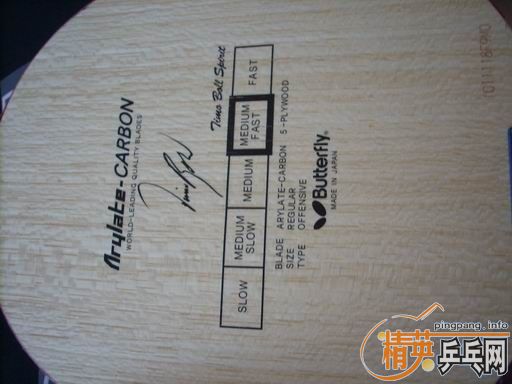 Arylate-CARBON
WORLD-LEADING QUALITY BLADES
Timo Boll Spirit
SLOW
MEDIUM
SLOW
MEDIUM
MEDIUM
FAST
FAST
BLADE ARYLATE-CARBON 5-PLYWOOD
SIZE REGULAR
TYPE OFFENSIVE
Butterfly®
MADE IN JAPAN
pingpang.info
精英乒乓网